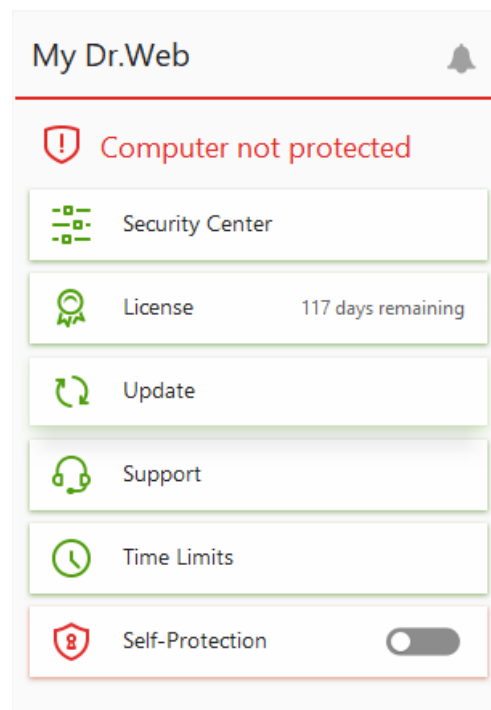 My Dr.Web
Computer not protected
Security Center
License 117 days remaining
Update
Support
Time Limits
Self-Protection